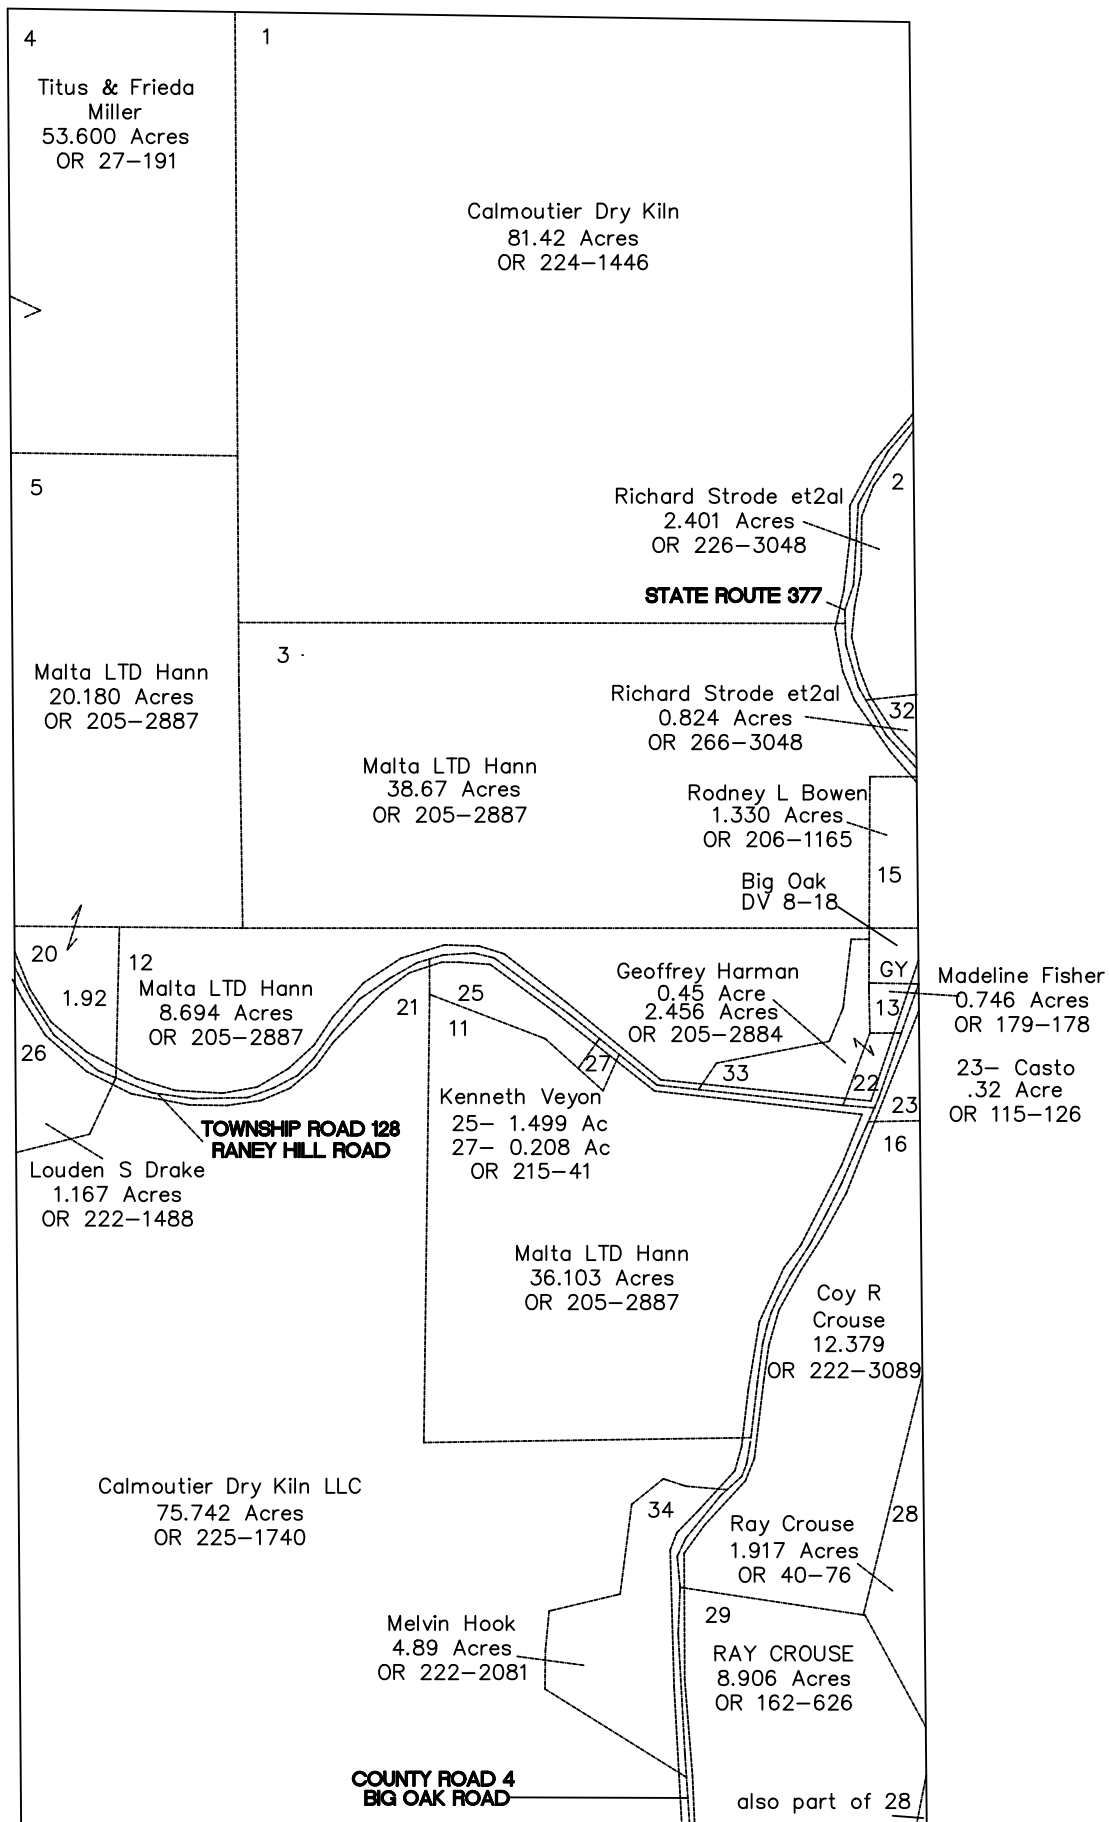 4
1
Titus & Frieda
Miller
53.600 Acres
OR 27-191
Calmoutier Dry Kiln
81.42 Acres
OR 224-1446
5
2
Richard Strode et2al
2.401 Acres
OR 226-3048
STATE ROUTE 377
3
Malta LTD Hann
20.180 Acres
OR 205-2887
Richard Strode et2al
0.824 Acres
OR 266-3048
32
Malta LTD Hann
38.67 Acres
OR 205-2887
Rodney L Bowen
1.330 Acres
OR 206-1165
15
Big Oak
DV 8-18
20
1.92
12
Malta LTD Hann
8.694 Acres
OR 205-2887
21
25
11
Geoffrey Harman
0.45 Acre
2.456 Acres
OR 205-2884
GY
13
Madeline Fisher
0.746 Acres
OR 179-178
26
27
33
22
23
23- Casto
.32 Acre
OR 115-126
Kenneth Veyon
25- 1.499 Ac
27- 0.208 Ac
OR 215-41
TOWNSHIP ROAD 128
RANEY HILL ROAD
16
Louden S Drake
1.167 Acres
OR 222-1488
Malta LTD Hann
36.103 Acres
OR 205-2887
Coy R
Crouse
12.379
OR 222-3089
Calmoutier Dry Kiln LLC
75.742 Acres
OR 225-1740
34
28
Ray Crouse
1.917 Acres
OR 40-76
29
Melvin Hook
4.89 Acres
OR 222-2081
RAY CROUSE
8.906 Acres
OR 162-626
COUNTY ROAD 4
BIG OAK ROAD
also part of 28